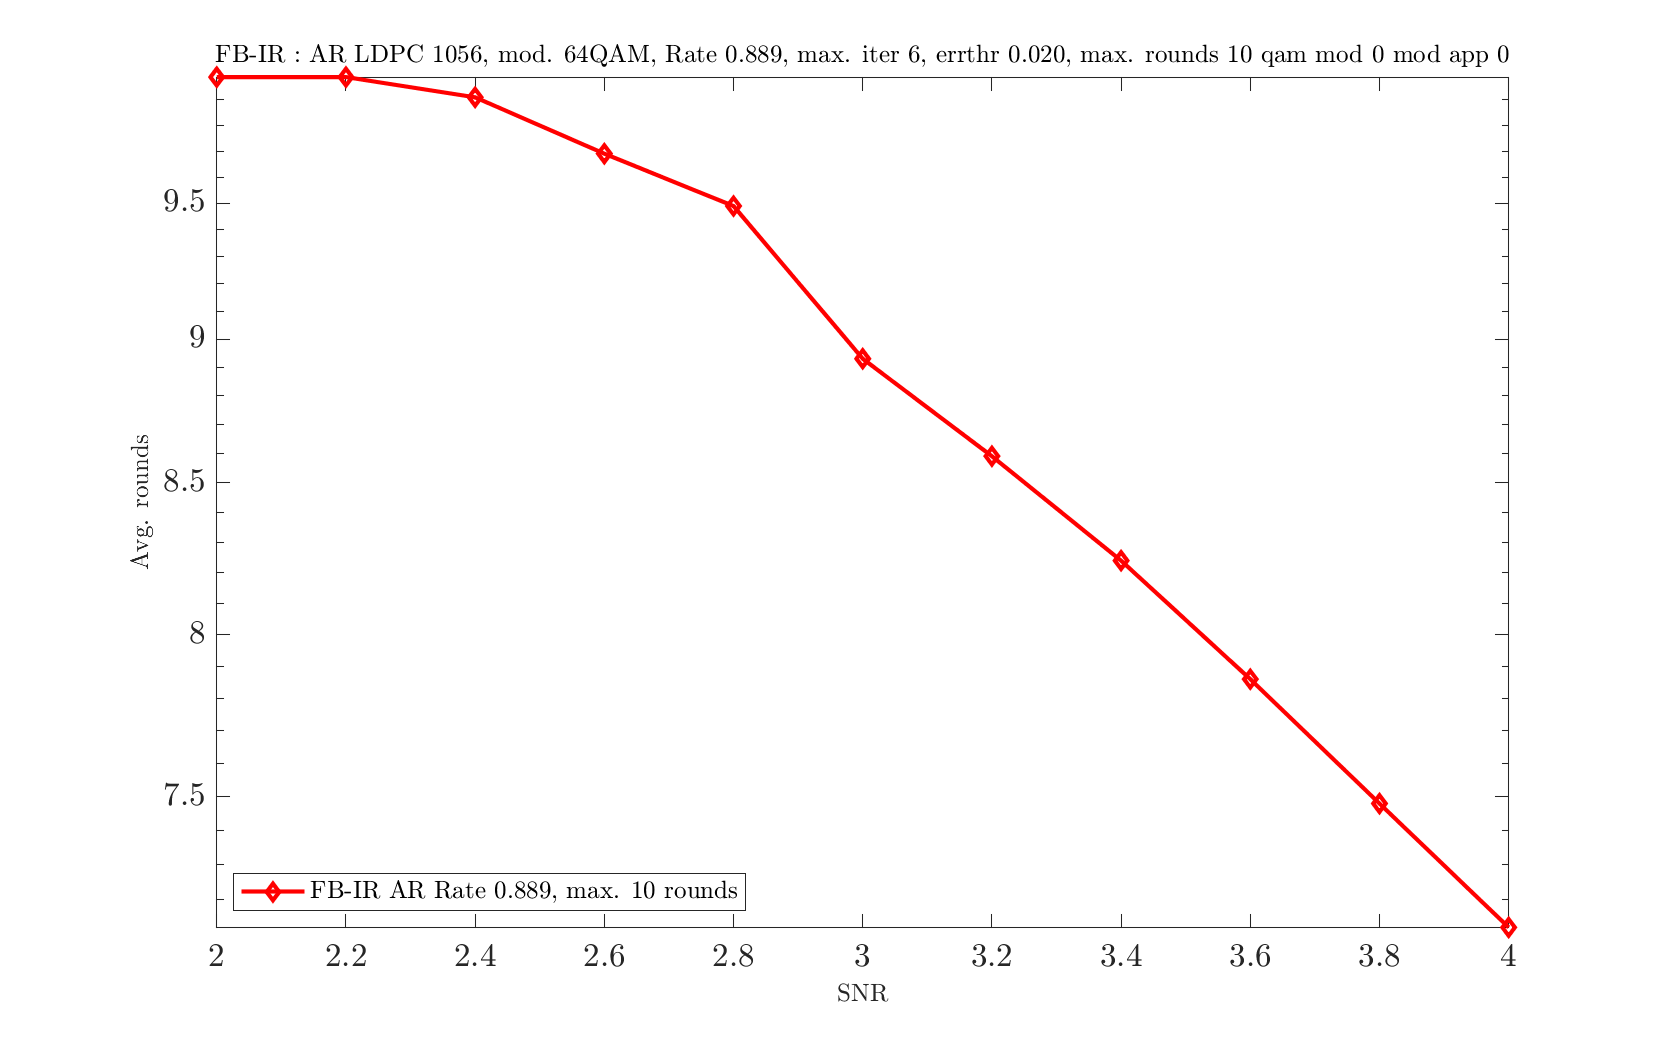 FB-IR : AR LDPC 1056, mod. 64QAM, Rate 0.889, max. iter 6, errthr 0.020, max. rounds 10 qam mod 0 mod app 0
9.5
9
8.5
8
7.5
Avg. rounds
FB-IR AR Rate 0.889, max. 10 rounds
2 2.2 2.4 2.6 2.8 3 3.2 3.4 3.6 3.8 4
SNR